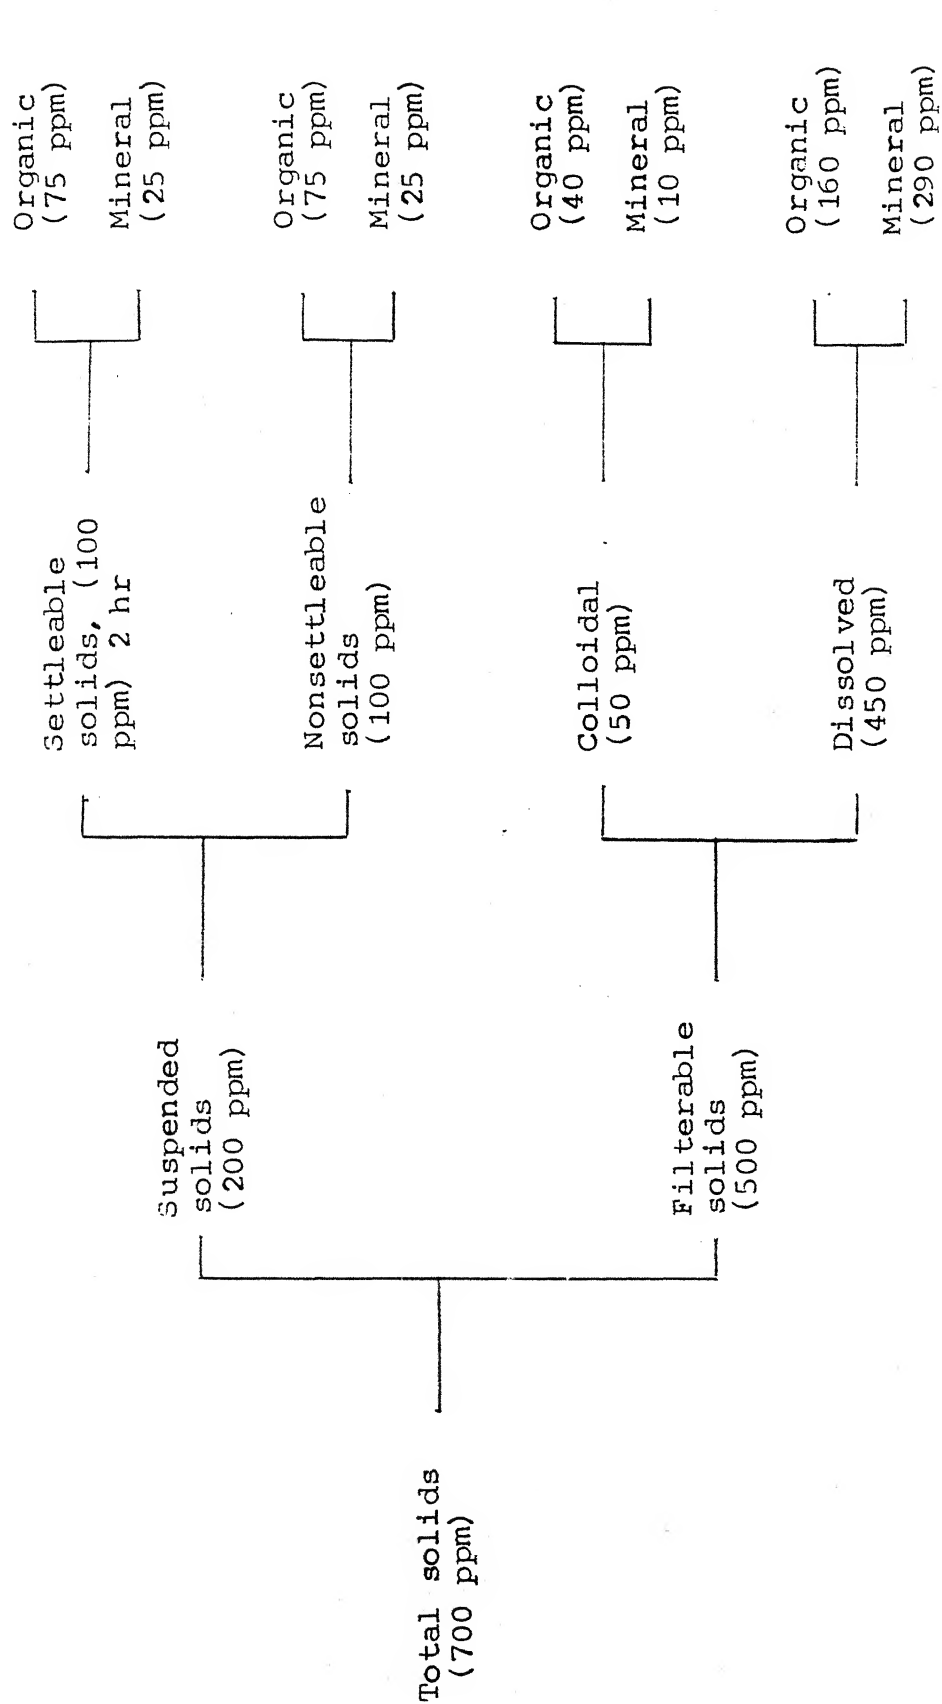 Total solids
(700 ppm)
Suspended
solids
(200 ppm)
Filterable
solids
(500 ppm)
Settleable
solids, (100
ppm) 2 hr
Nonsettleable
solids
(100 ppm)
Colloidal
(50 ppm)
Dissolved
(450 ppm)
Organic
(75 ppm)
Mineral
(25 ppm)
Organic
(75 ppm)
Mineral
(25 ppm)
Organic
(40 ppm)
Mineral
(10 ppm)
Organic
(160 ppm)
Mineral
(290 ppm)